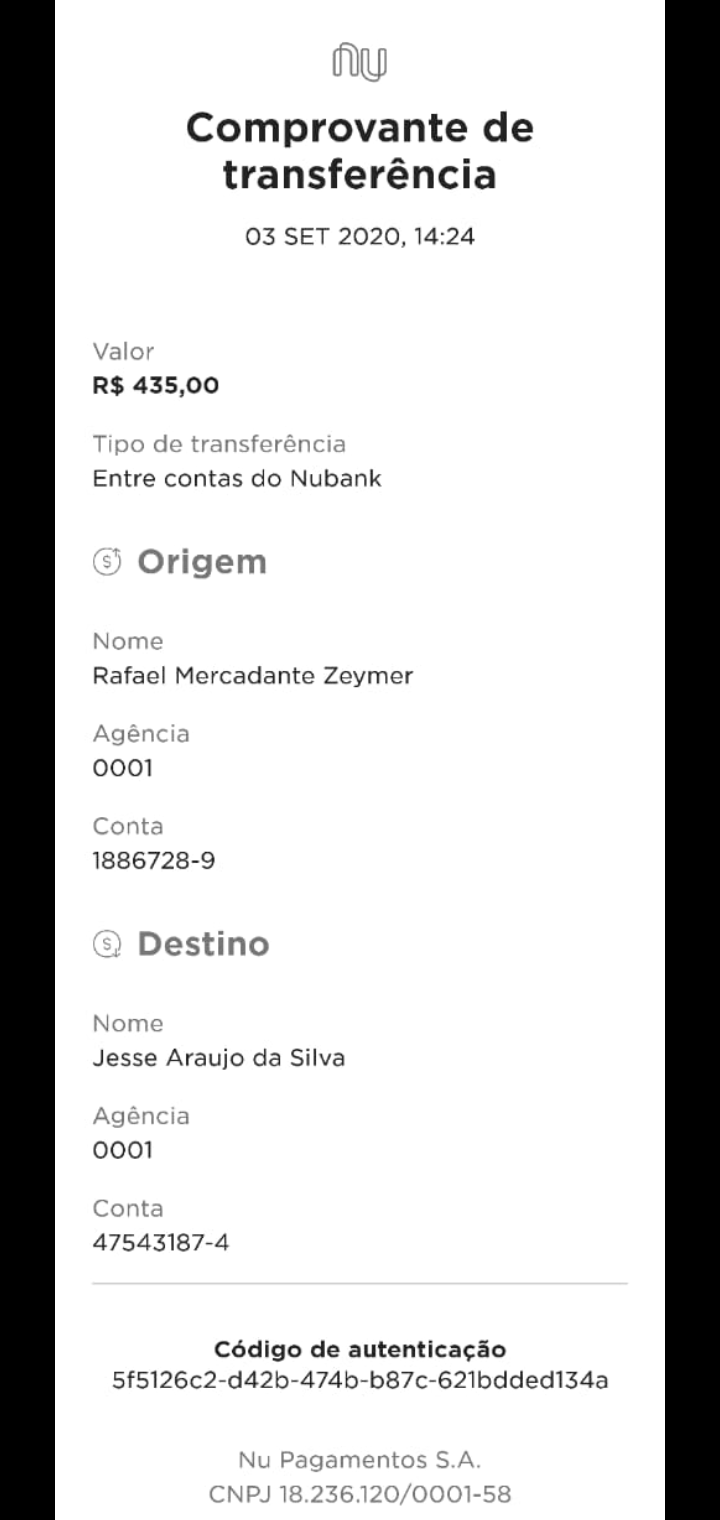 nu
Comprovante de
transferência
03 SET 2020, 14:24
Valor
R$ 435,00
Tipo de transferência
Entre contas do Nubank
Origem
Nome
Rafael Mercadante Zeymer
Agência
0001
Conta
1886728-9
Destino
Nome
Jesse Araujo da Silva
Agência
0001
Conta
47543187-4
Código de autenticação
5f5126c2-d42b-474b-b87c-621bdded134a
Nu Pagamentos S.A.
CNPJ 18.236.120/0001-58